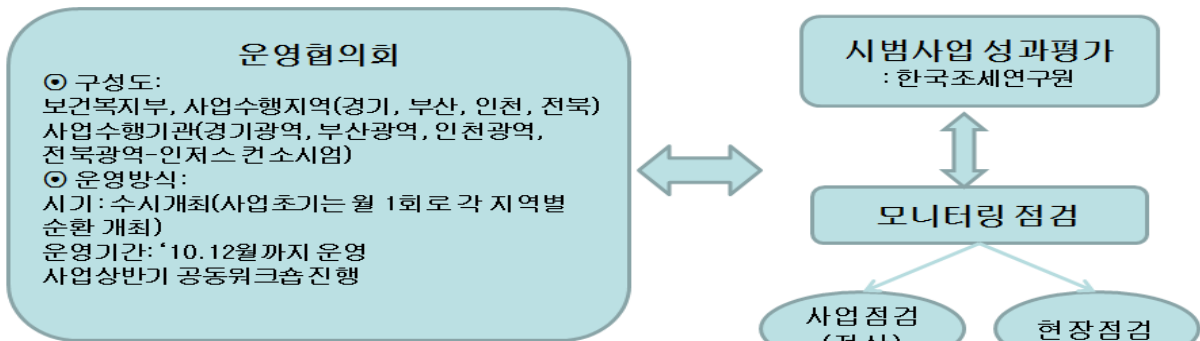 운영협의회
⊙ 구성도:
보건복지부, 사업수행지역(경기, 부산, 인천, 전북)
사업수행기관(경기광역, 부산광역, 인천광역,
전북광역-인저스 컨소시엄)
⊙ 운영방식:
시기 : 수시개최(사업초기는 월 1회로 각 지역별
순환 개최)
운영기간: ‘10.12월까지 운영
사업상반기 공동워크숍 진행
시범사업 성과평가
: 한국조세연구원
모니터링 점검
사업점검
현장점검